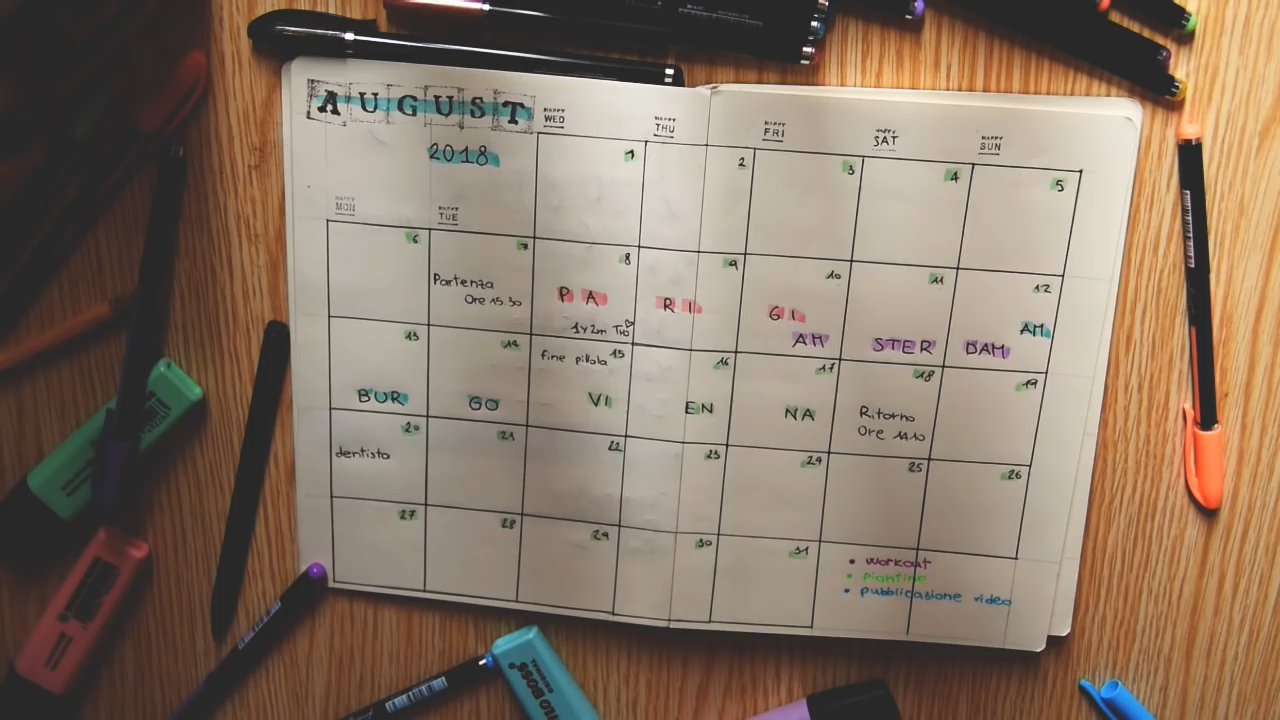 AUGUST
2018
HAPPY WED
HAPPY THU
HAPPY FRI
HAPPY SAT
HAPPY SUN
HAPPY MON
HAPPY TUE
1
2
3
4
5
6
7
Partenza
Ore 15.30
8
PA
9
RI
10
GI
AM
11
STER
12
AM
DAM
13
BUR
14
GO
15
fine pillola
VI
16
EN
17
NA
18
Ritorno
Ore 14.10
19
20
dentista
21
22
23
24
25
26
27
28
29
30
31
• workout
• piantine
• pubblicazione video
BOSS
ORIGINAL